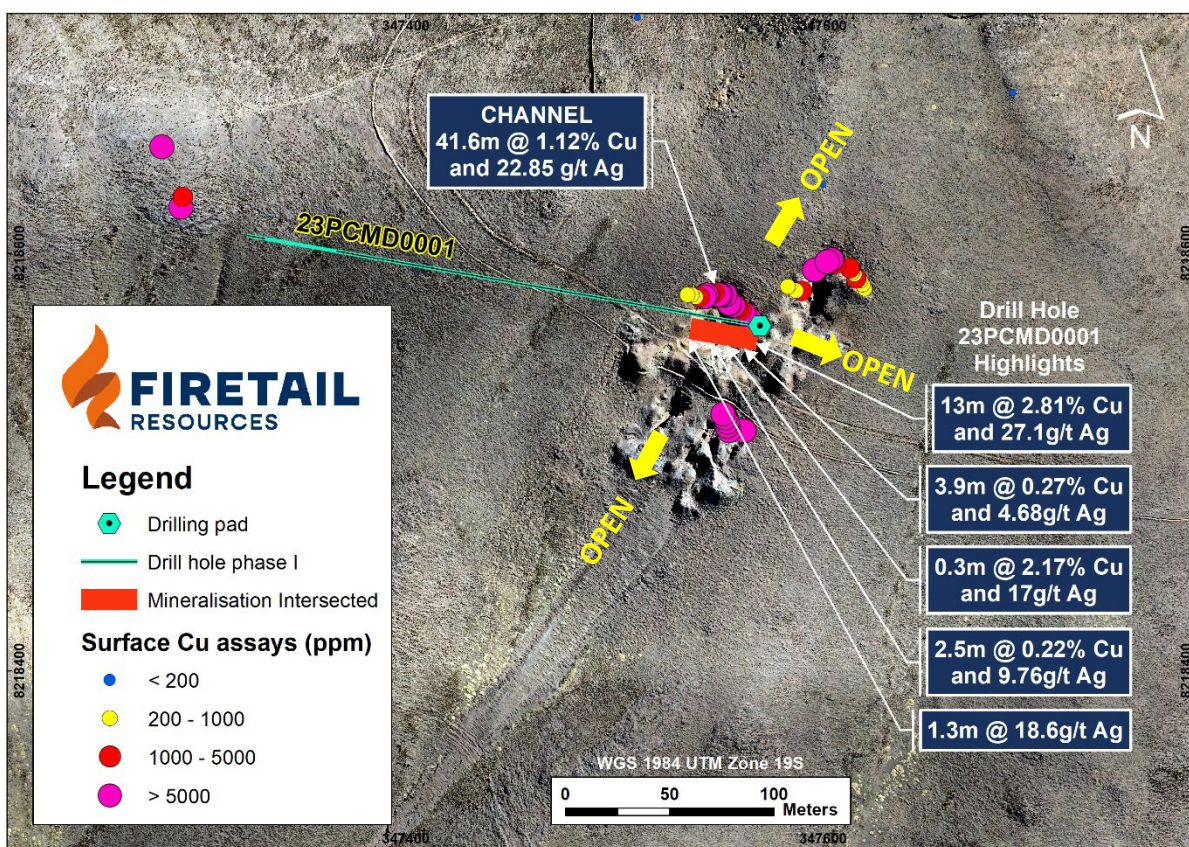 347400
347600
N
CHANNEL
41.6m @ 1.12% Cu
and 22.85 g/t Ag
OPEN
23PCMD0001
8218600
8218600
OPEN
OPEN
Drill Hole
23PCMD0001
Highlights
13m @ 2.81% Cu
and 27.1g/t Ag
3.9m @ 0.27% Cu
and 4.68g/t Ag
0.3m @ 2.17% Cu
and 17g/t Ag
2.5m @ 0.22% Cu
and 9.76g/t Ag
1.3m @ 18.6g/t Ag
FIRETAIL
RESOURCES
Legend
Drilling pad
Drill hole phase I
Mineralisation Intersected
Surface Cu assays (ppm)
< 200
200 - 1000
1000 - 5000
> 5000
8218400
8218400
WGS 1984 UTM Zone 19S
0 50 100
Meters
347400
347600